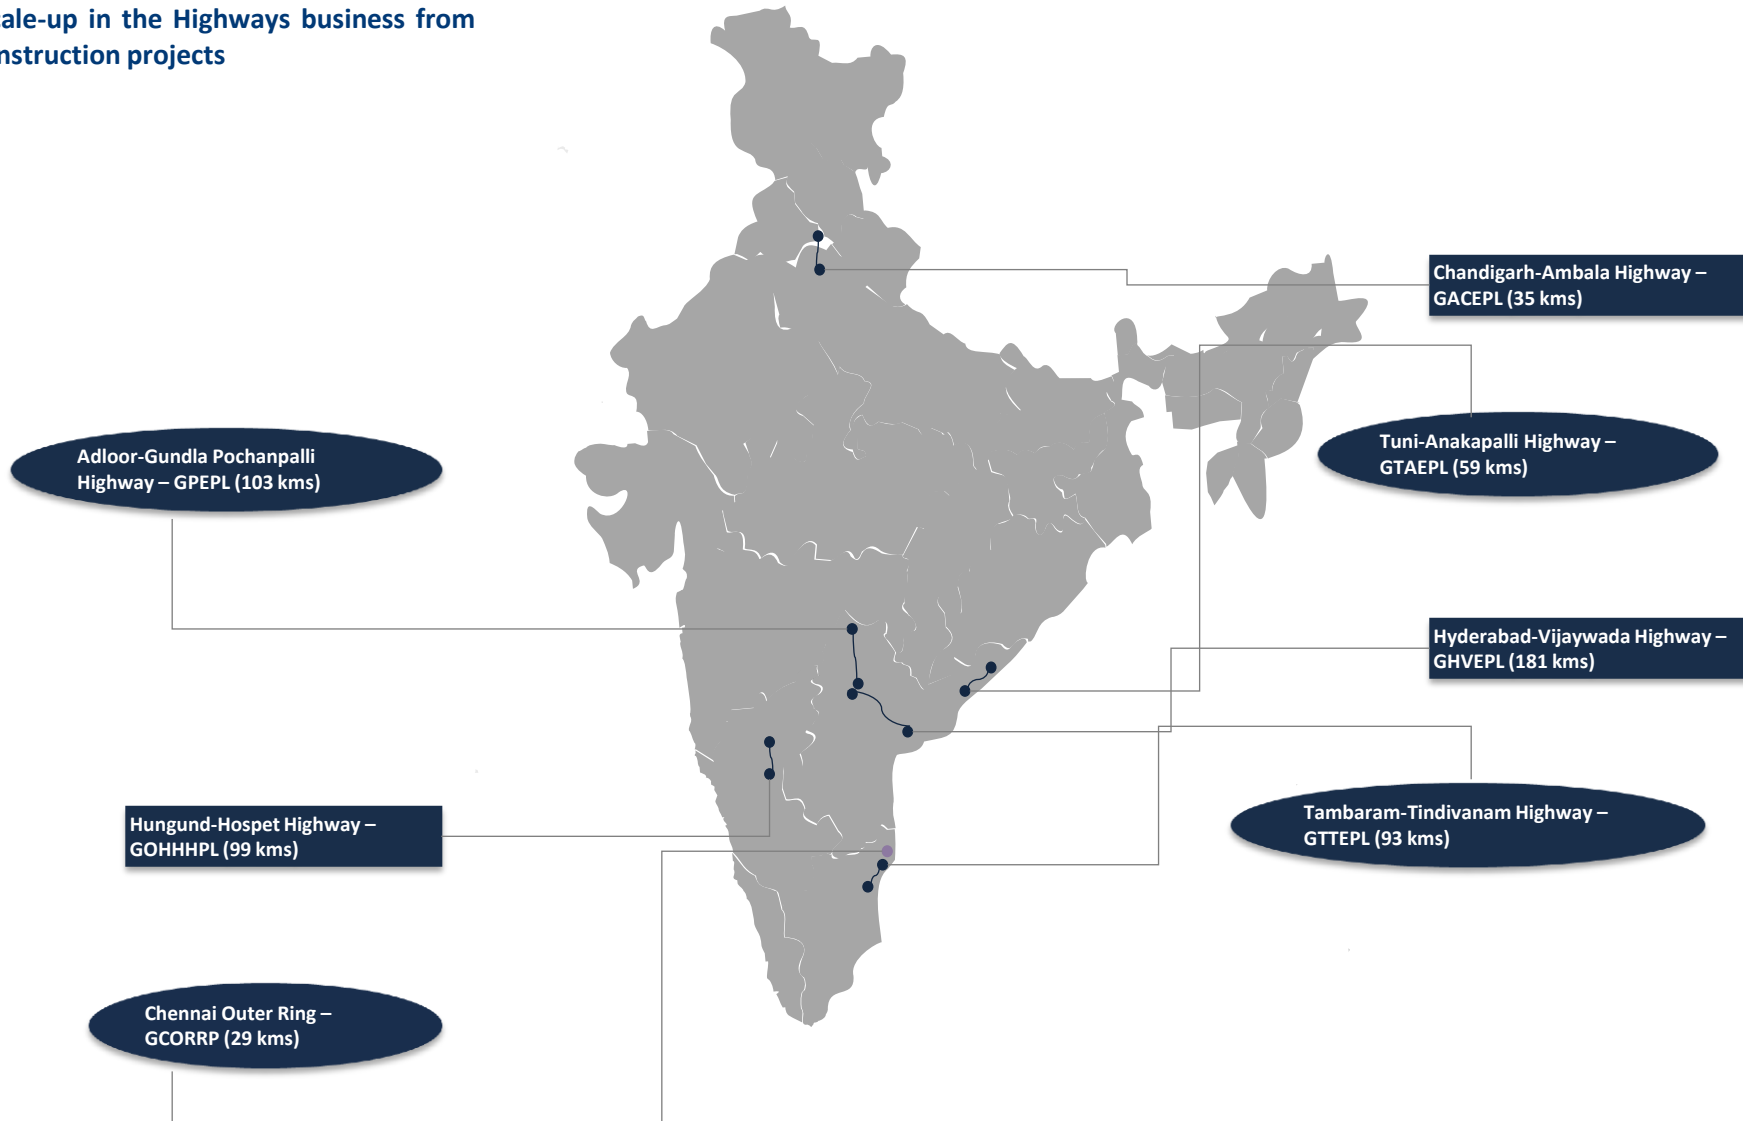 cale-up in the Highways business from
nstruction projects
Chandigarh-Ambala Highway –
GACEPL (35 kms)
Adloor-Gundla Pochanpalli
Highway – GPEPL (103 kms)
Tuni-Anakapalli Highway –
GTAEPL (59 kms)
Hyderabad-Vijaywada Highway –
GHVEPL (181 kms)
Hungund-Hospet Highway –
GOHHHPL (99 kms)
Tambaram-Tindivanam Highway –
GTTEPL (93 kms)
Chennai Outer Ring –
GCORRP (29 kms)